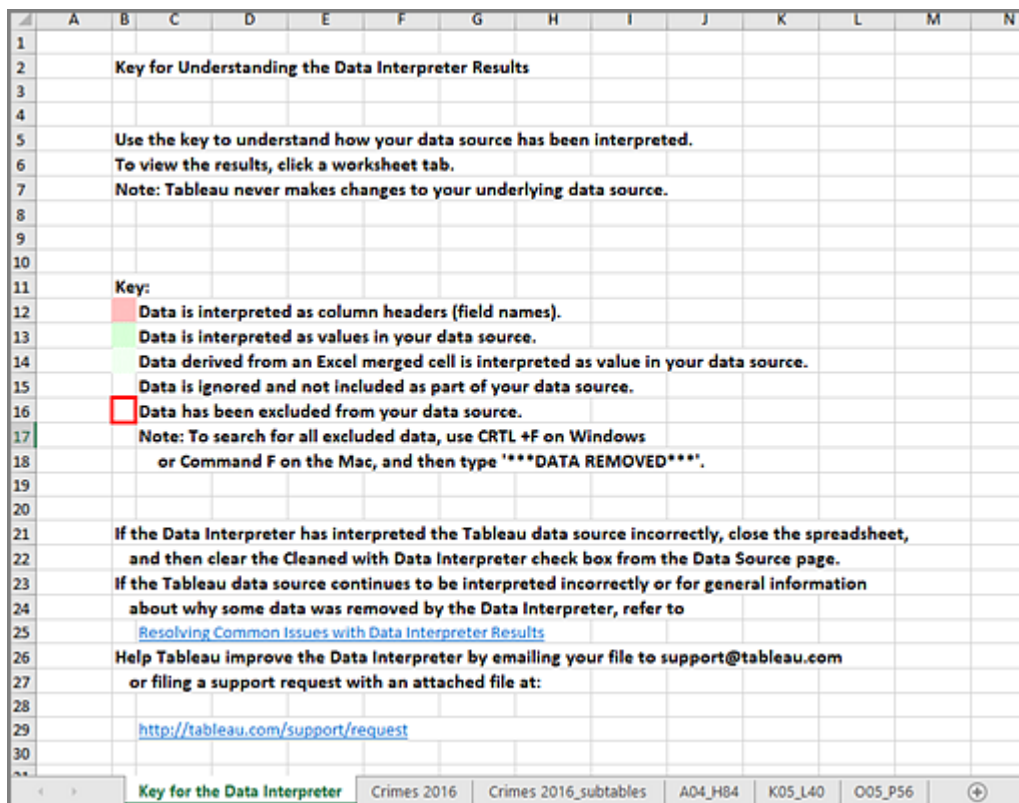 A B C D E F G H I J K L M N
1
2 Key for Understanding the Data Interpreter Results
3
4
5 Use the key to understand how your data source has been interpreted.
6 To view the results, click a worksheet tab.
7 Note: Tableau never makes changes to your underlying data source.
8
9
10
11 Key:
12 Data is interpreted as column headers (field names).
13 Data is interpreted as values in your data source.
14 Data derived from an Excel merged cell is interpreted as value in your data source.
15 Data is ignored and not included as part of your data source.
16 Data has been excluded from your data source.
17 Note: To search for all excluded data, use CRTL +F on Windows
18 or Command F on the Mac, and then type '***DATA REMOVED***'.
19
20
21 If the Data Interpreter has interpreted the Tableau data source incorrectly, close the spreadsheet,
22 and then clear the Cleaned with Data Interpreter check box from the Data Source page.
23 If the Tableau data source continues to be interpreted incorrectly or for general information
24 about why some data was removed by the Data Interpreter, refer to
25 Resolving Common Issues with Data Interpreter Results
26 Help Tableau improve the Data Interpreter by emailing your file to support@tableau.com
27 or filing a support request with an attached file at:
28
29 http://tableau.com/support/request
30
Key for the Data Interpreter Crimes 2016 Crimes 2016_subtables A04_H84 K05_L40 O05_P56